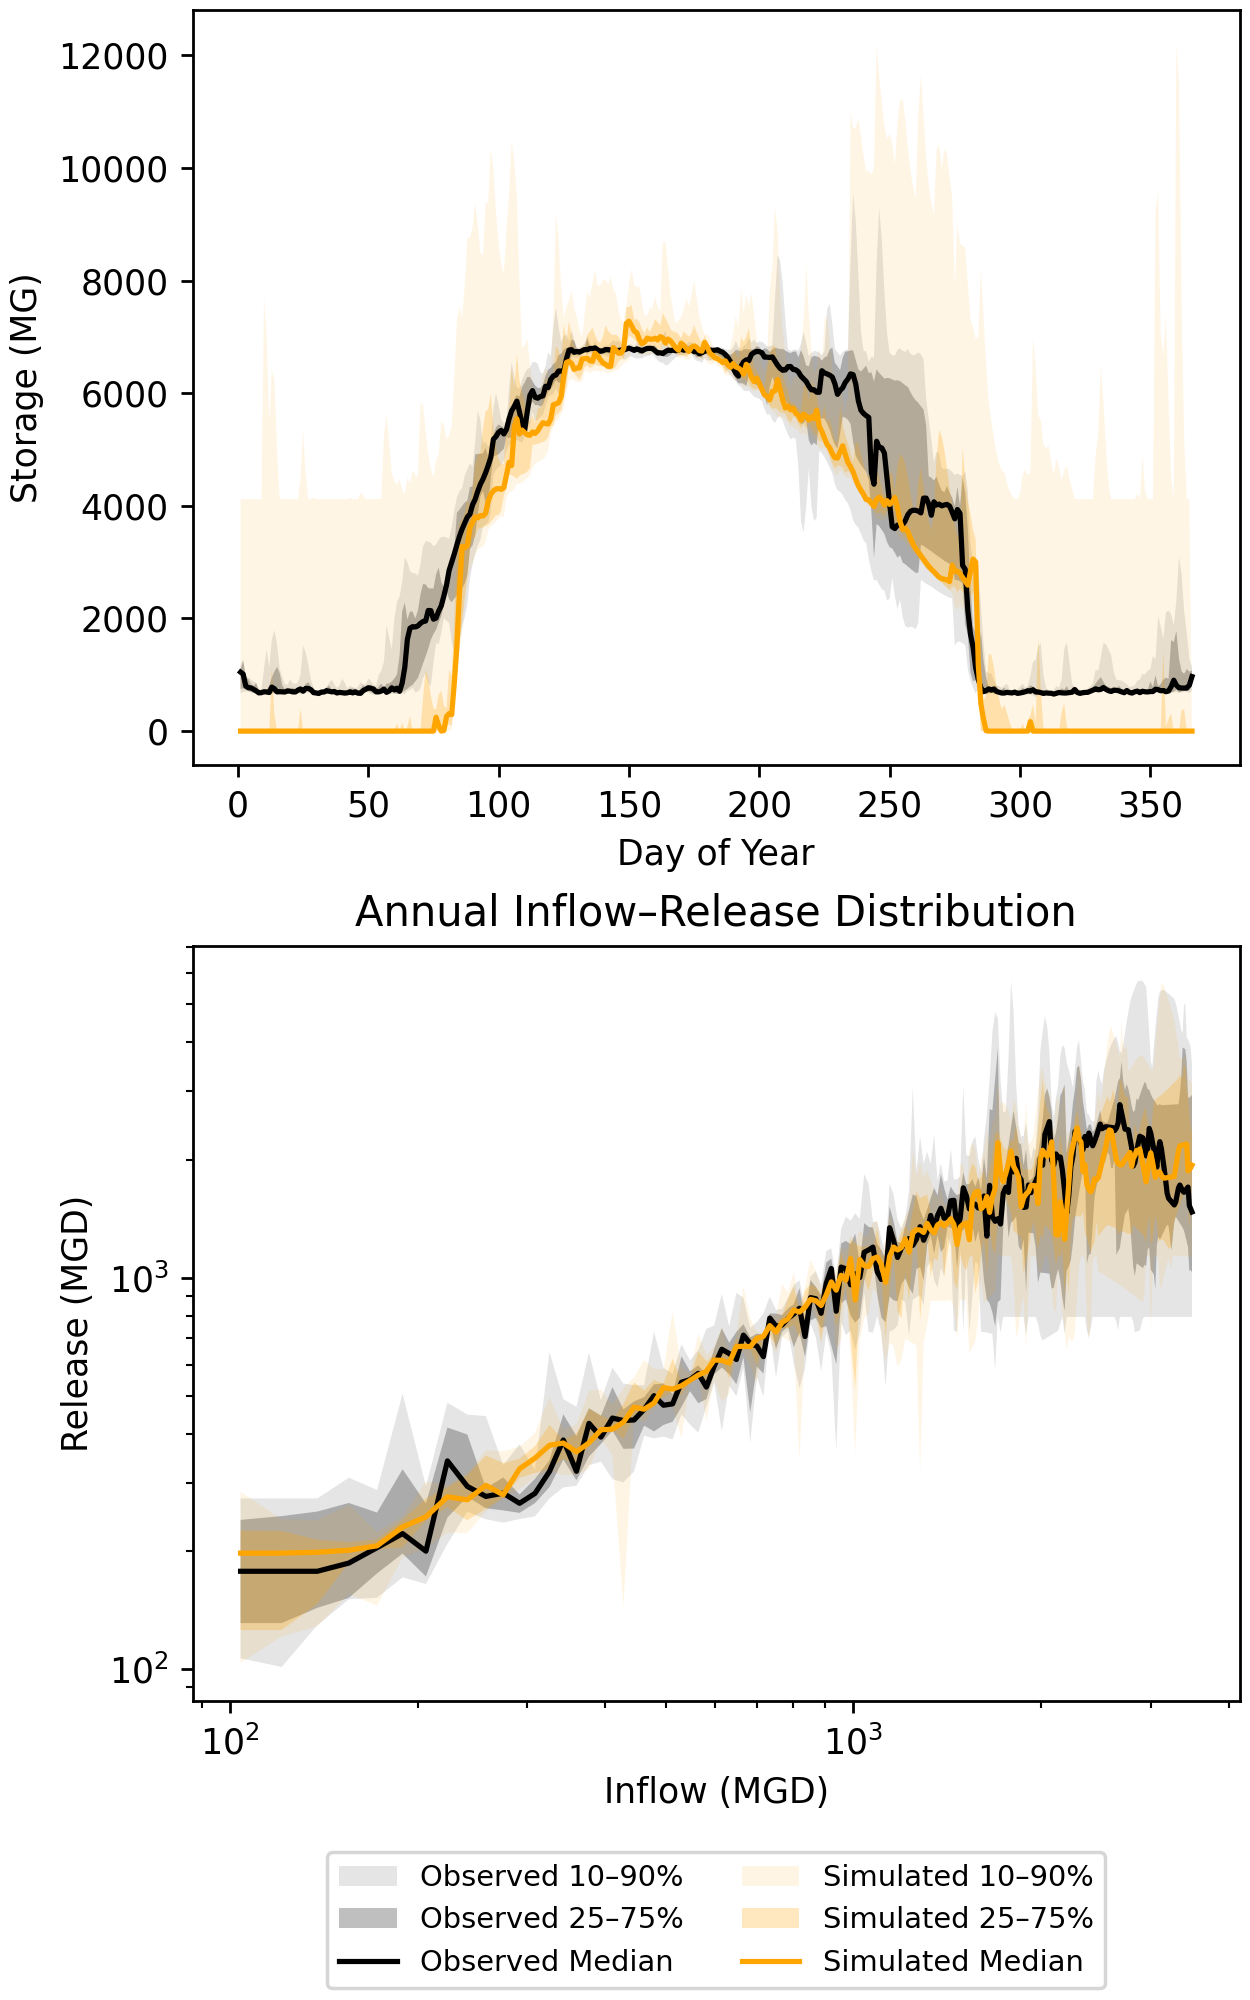 12000
10000
8000
6000
4000
2000
0
Storage (MG)
0 50 100 150 200 250 300 350
Day of Year
Annual Inflow–Release Distribution
10³
10²
Release (MGD)
10² 10³
Inflow (MGD)
Observed 10–90% Simulated 10–90%
Observed 25–75% Simulated 25–75%
Observed Median Simulated Median